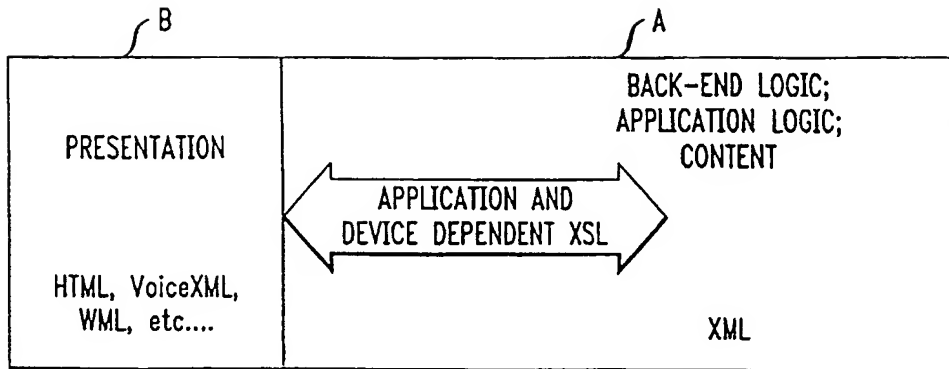 B
A
PRESENTATION
HTML, VoiceXML,
WML, etc....
APPLICATION AND
DEVICE DEPENDENT XSL
BACK-END LOGIC;
APPLICATION LOGIC;
CONTENT
XML